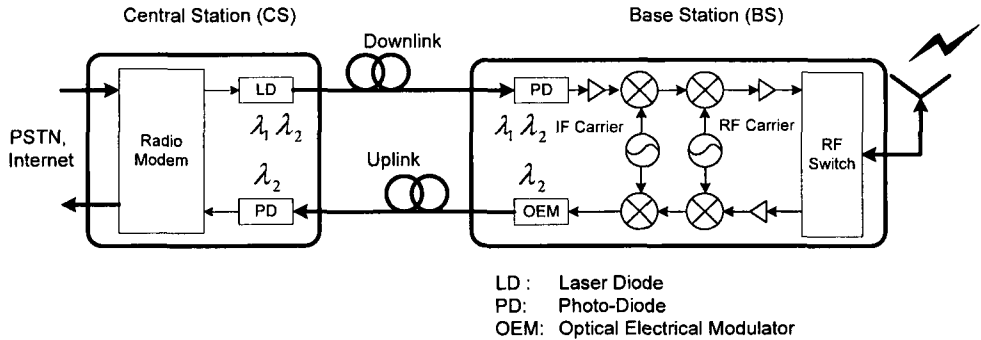 Central Station (CS)
Base Station (BS)
Downlink
LD
PD
λ1 λ2
λ1 λ2
IF Carrier
RF Carrier
PSTN,
Internet
Radio
Modem
Uplink
RF
Switch
λ2
λ2
PD
OEM
LD : Laser Diode
PD: Photo-Diode
OEM: Optical Electrical Modulator